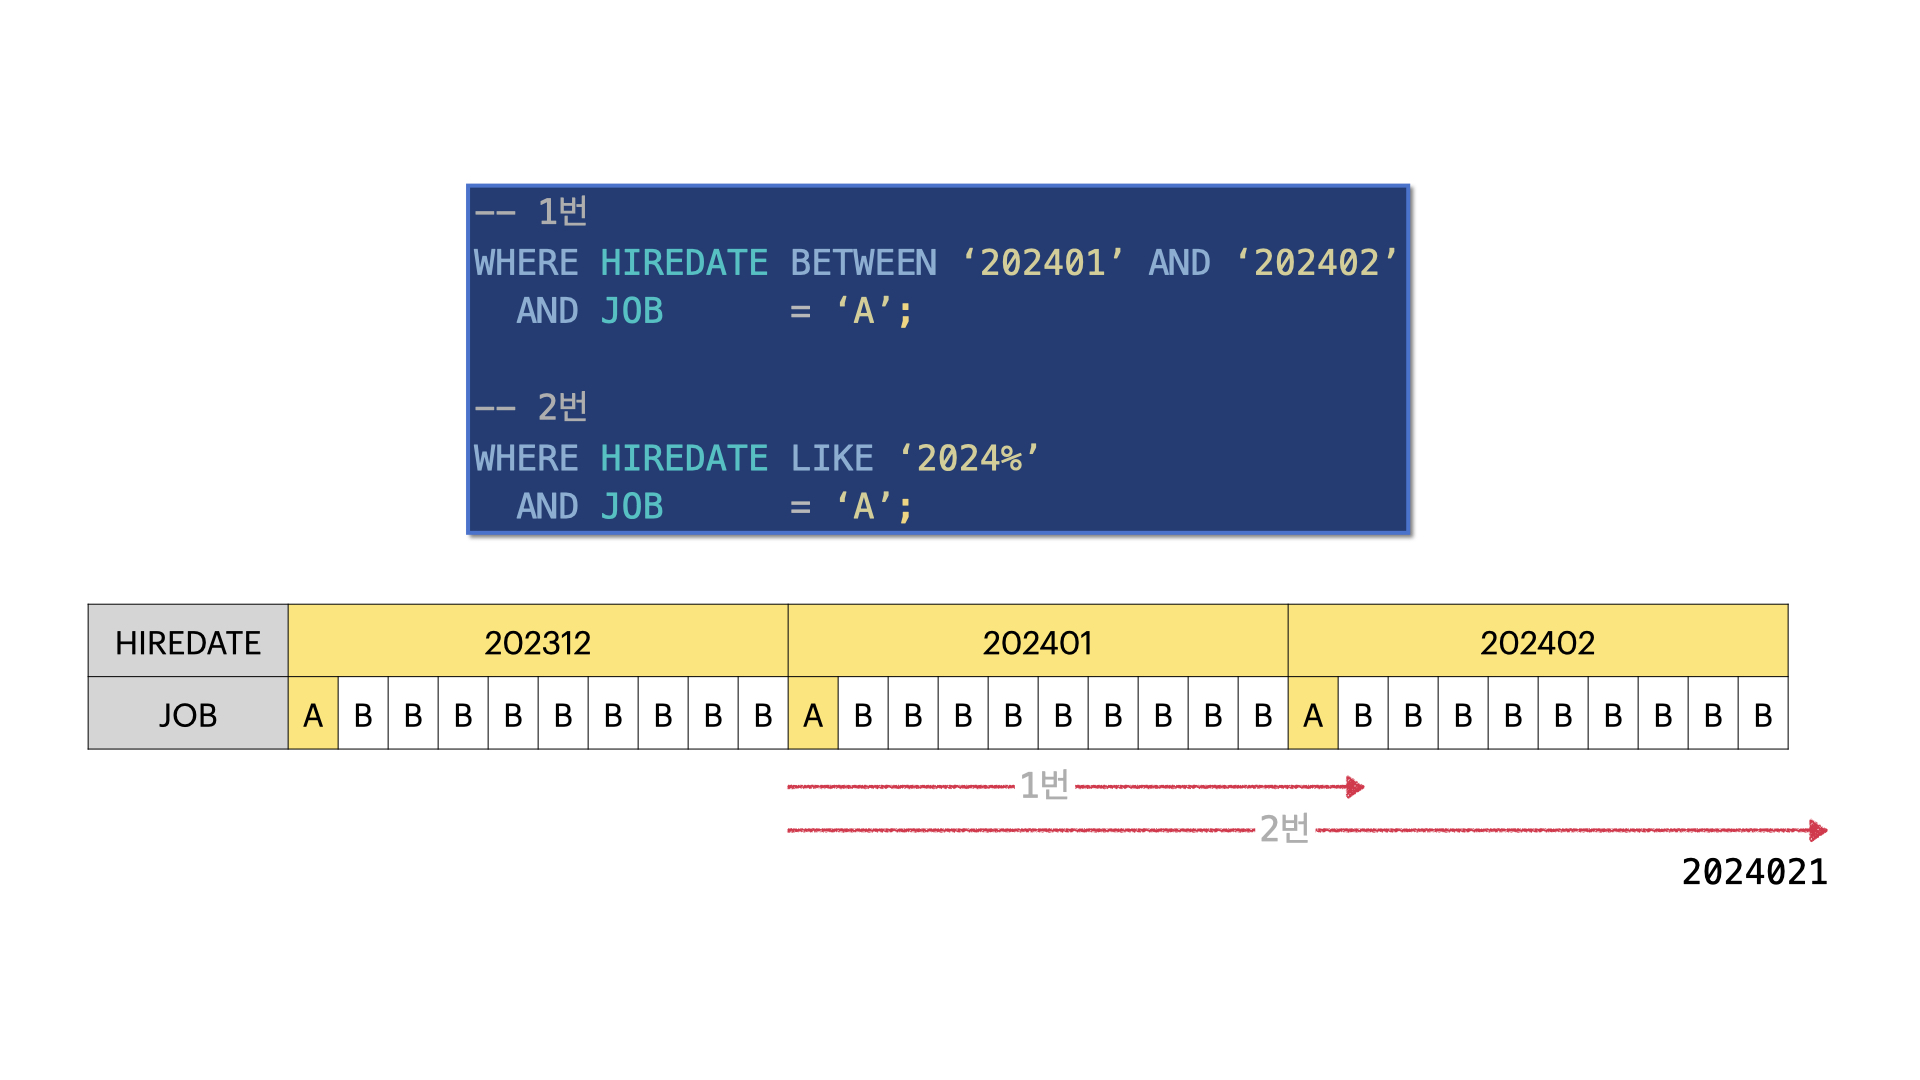 -- 1번
WHERE HIREDATE BETWEEN ‘202401’ AND ‘202402’
AND JOB = ‘A’;
-- 2번
WHERE HIREDATE LIKE ‘2024%’
AND JOB = ‘A’;
HIREDATE 202312 202401 202402
JOB A B B B B B B B B B A B B B B B B B B B A B B B B B B B B B
1번
2번
2024021